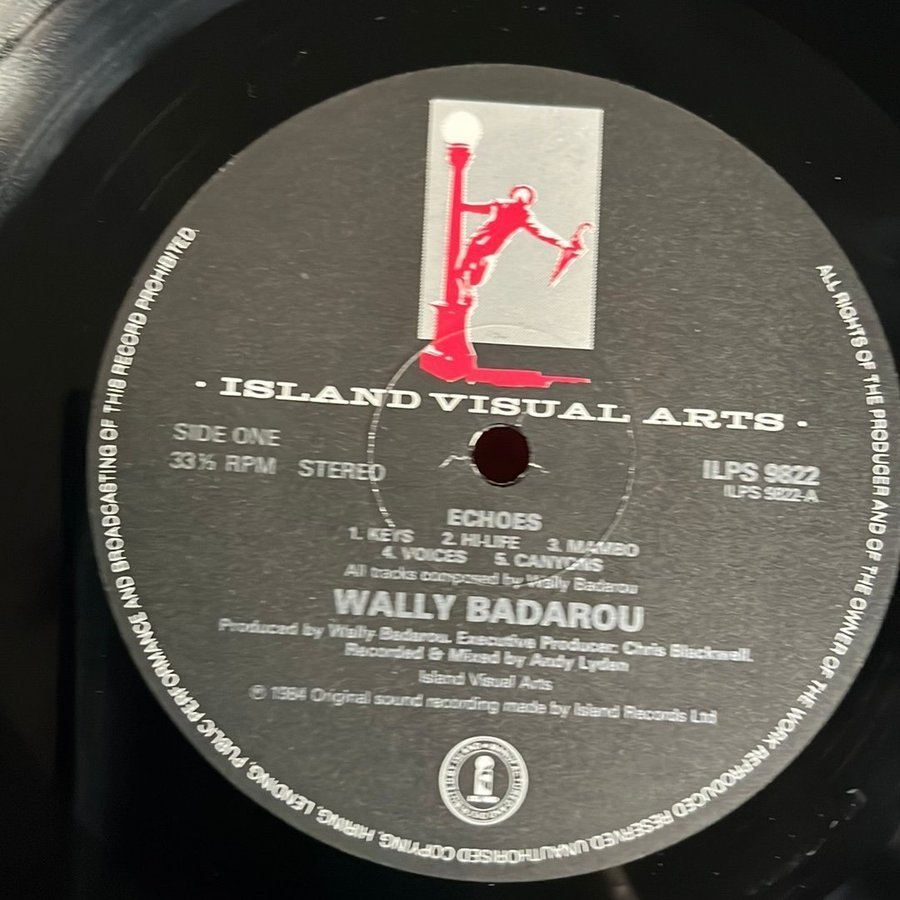 · ISLAND VISUAL ARTS ·
SIDE ONE
33⅓ RPM STEREO
ILPS 9822
ILPS 9822-A
ECHOES
1. KEYS 2. HI-LIFE 3. MAMBO
4. VOICES 5. CANYONS
All tracks composed by Wally Badarou
WALLY BADAROU
Produced by Wally Badarou. Executive Producer: Chris Blackwell.
Recorded & Mixed by Andy Lyden
Island Visual Arts
℗ 1984 Original sound recording made by Island Records Ltd
ALL RIGHTS OF THE PRODUCER AND OF THE OWNER OF THE WORK REPRODUCED RESERVED UNAUTHORISED COPYING, HIRING, LENDING, PUBLIC PERFORMANCE AND BROADCASTING OF THIS RECORD PROHIBITED.